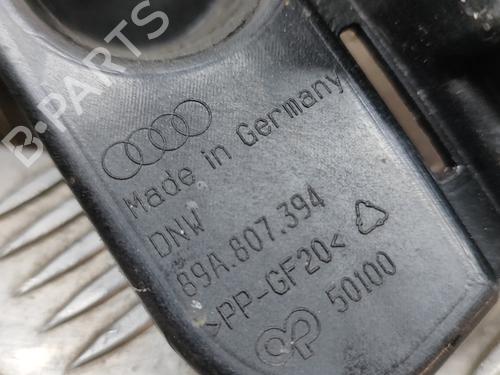 B-PARTS
Made in Germany
DNW
89A.807.394
>PP-GF20<
50100